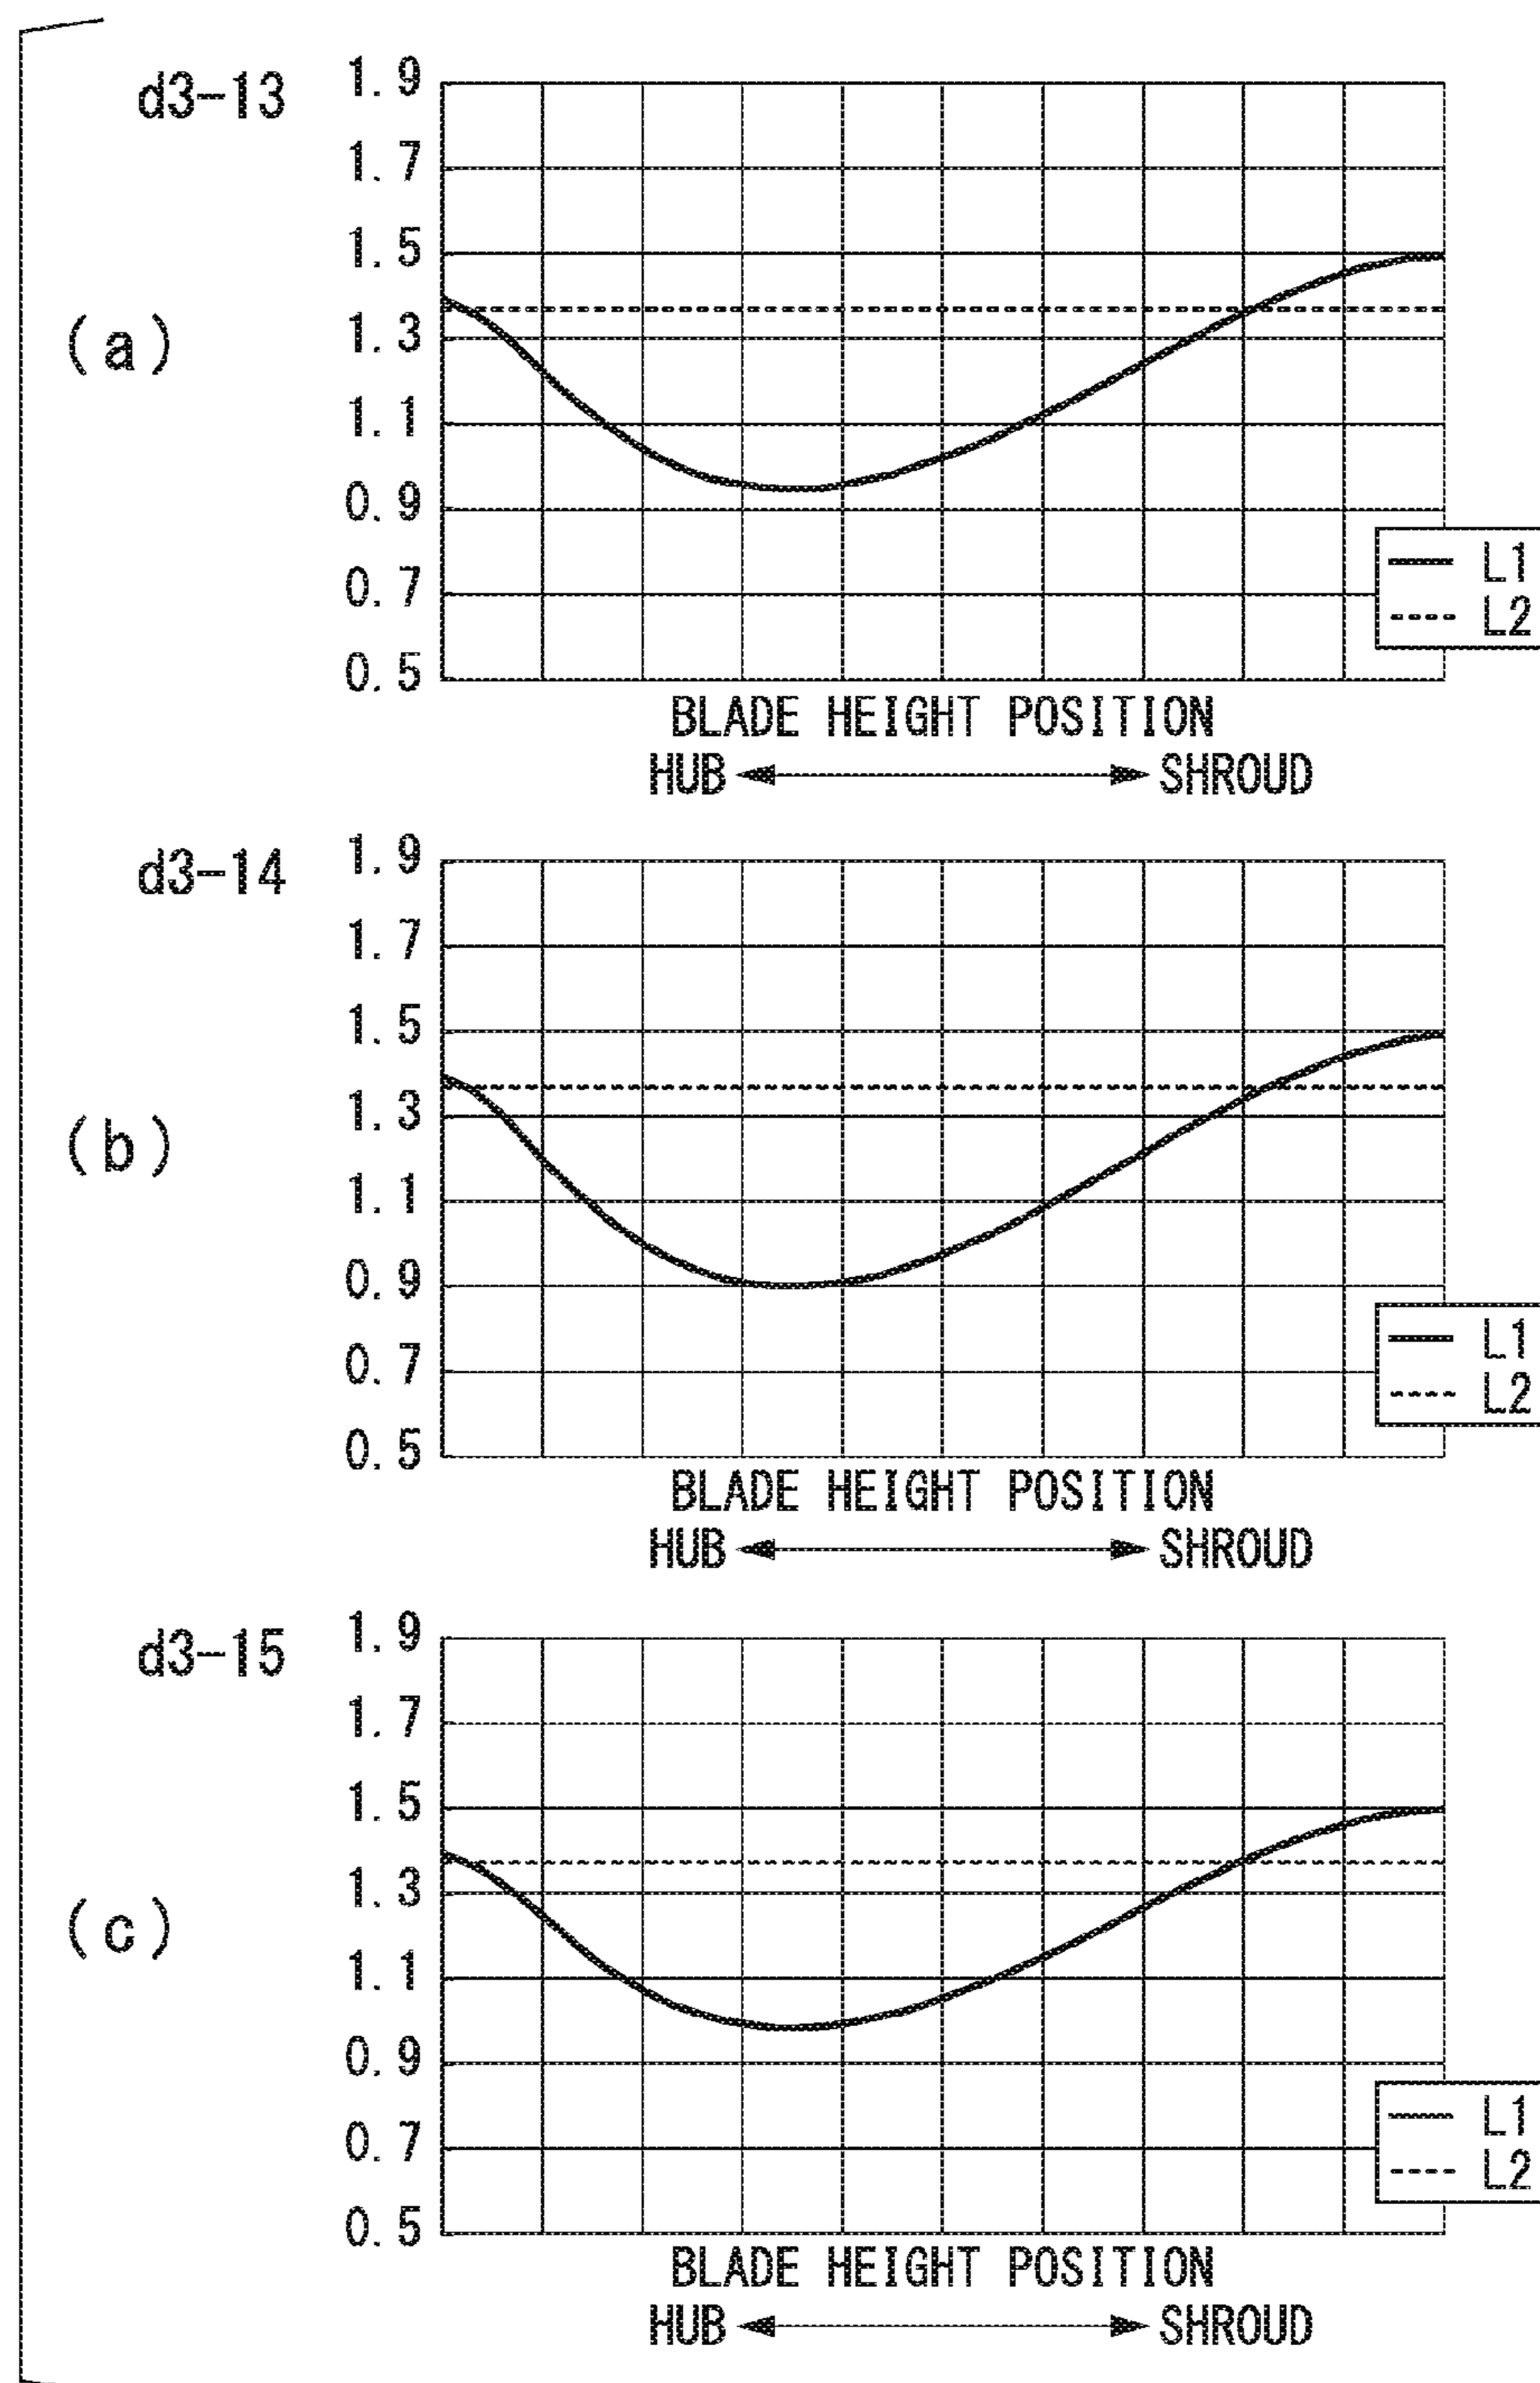 d3-13
1.9
1.7
1.5
(a)
1.3
1.1
0.9
0.7
0.5
L1
L2
BLADE HEIGHT POSITION
HUB SHROUD
d3-14
1.9
1.7
1.5
(b)
1.3
1.1
0.9
0.7
0.5
L1
L2
BLADE HEIGHT POSITION
HUB SHROUD
d3-15
1.9
1.7
1.5
(c)
1.3
1.1
0.9
0.7
0.5
L1
L2
BLADE HEIGHT POSITION
HUB SHROUD